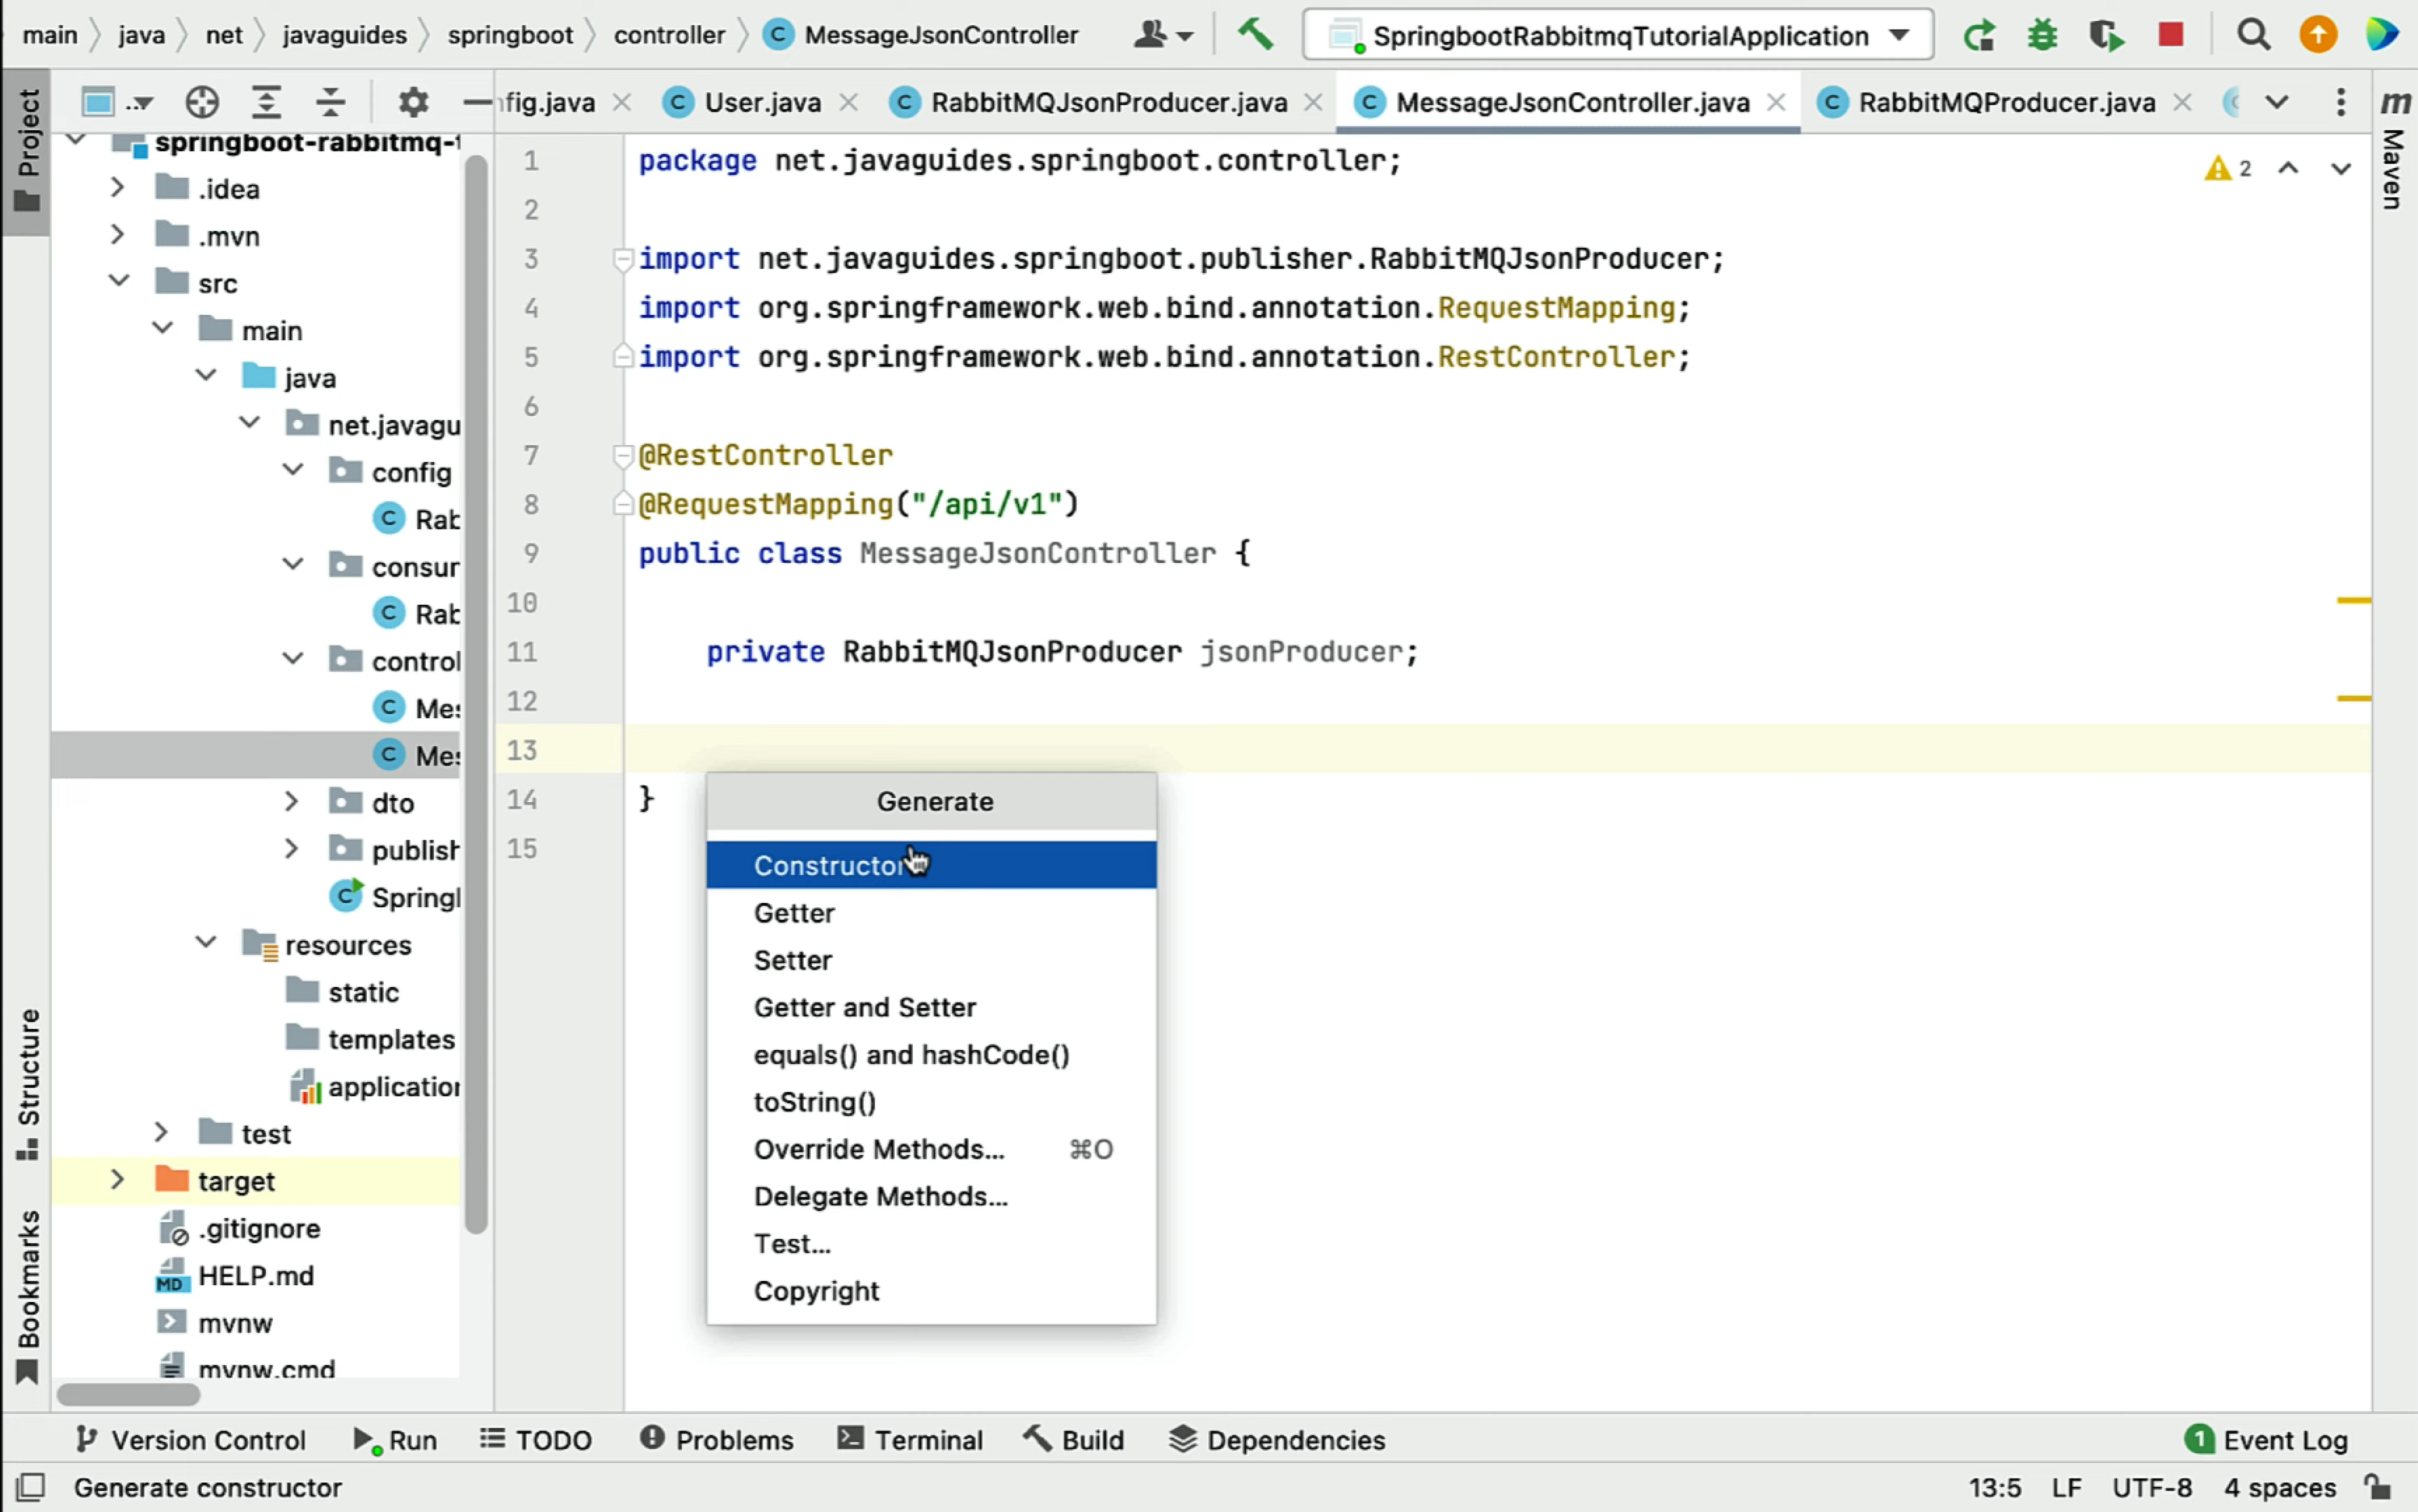 main java net javaguides springboot controller C MessageJsonController SpringbootRabbitmqTutorialApplication
Project
nfig.java C User.java C RabbitMQJsonProducer.java C MessageJsonController.java C RabbitMQProducer.java
m Maven
springboot-rabbitmq-t
.idea
.mvn
src
main
java
net.javagu
config
C Rab
consur
C Rab
control
C Mes
C Mes
dto
publish
C Springl
resources
static
templates
application
test
target
.gitignore
MD HELP.md
mvnw
mvnw.cmd
Structure
Bookmarks
2
1 package net.javaguides.springboot.controller;
2
3 import net.javaguides.springboot.publisher.RabbitMQJsonProducer;
4 import org.springframework.web.bind.annotation.RequestMapping;
5 import org.springframework.web.bind.annotation.RestController;
6
7 @RestController
8 @RequestMapping("/api/v1")
9 public class MessageJsonController {
10
11 private RabbitMQJsonProducer jsonProducer;
12
13
14 }
15
Generate
Constructor
Getter
Setter
Getter and Setter
equals() and hashCode()
toString()
Override Methods... ⌘O
Delegate Methods...
Test...
Copyright
Version Control Run TODO Problems Terminal Build Dependencies 1 Event Log
Generate constructor 13:5 LF UTF-8 4 spaces